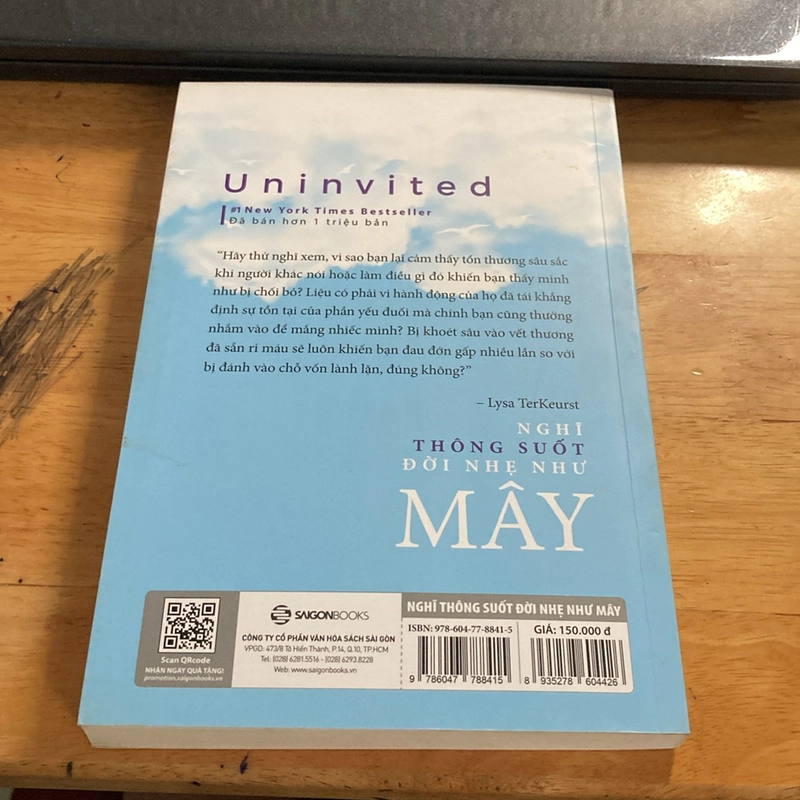 Uninvited
#1 New York Times Bestseller
Đã bán hơn 1 triệu bản
“Hãy thử nghĩ xem, vì sao bạn lại cảm thấy tổn thương sâu sắc
khi người khác nói hoặc làm điều gì đó khiến bạn thấy mình
như bị chối bỏ? Liệu có phải vì hành động của họ đã tái khẳng
định sự tồn tại của phần yếu đuối mà chính bạn cũng thường
nhắm vào để mắng nhiếc mình? Bị khoét sâu vào vết thương
đã sẵn rỉ máu sẽ luôn khiến bạn đau đớn gấp nhiều lần so với
bị đánh vào chỗ vốn lành lặn, đúng không?”
– Lysa TerKeurst
NGHĨ
THÔNG SUỐT
ĐỜI NHẸ NHƯ
MÂY
Scan QRcode
NHẬN NGAY QUÀ TẶNG!
promotion.saigonbooks.vn
SAIGONBOOKS
CÔNG TY CỔ PHẦN VĂN HÓA SÁCH SÀI GÒN
VPGD: 473/8 Tô Hiến Thành, P.14, Q.10, TP.HCM
Tel: (028) 6281.5516 - (028) 6293.8228
Web: www.saigonbooks.vn
NGHĨ THÔNG SUỐT ĐỜI NHẸ NHƯ MÂY
ISBN: 978-604-77-8841-5
GIÁ: 150.000 đ
9 786047 788415
8 935278 604426